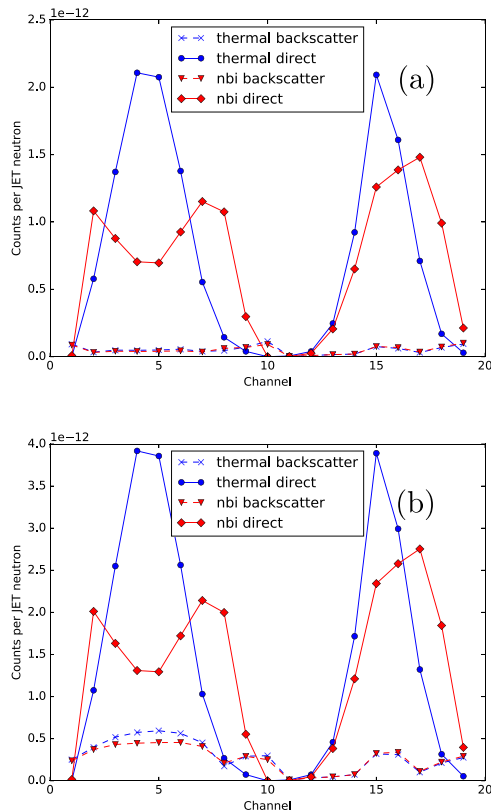 1e−12
thermal backscatter
thermal direct
nbi backscatter
nbi direct
(a)
Counts per JET neutron
2.5
2.0
1.5
1.0
0.5
0.0
0 5 10 15 20
Channel
1e−12
thermal backscatter
thermal direct
nbi backscatter
nbi direct
(b)
Counts per JET neutron
4.0
3.5
3.0
2.5
2.0
1.5
1.0
0.5
0.0
0 5 10 15 20
Channel